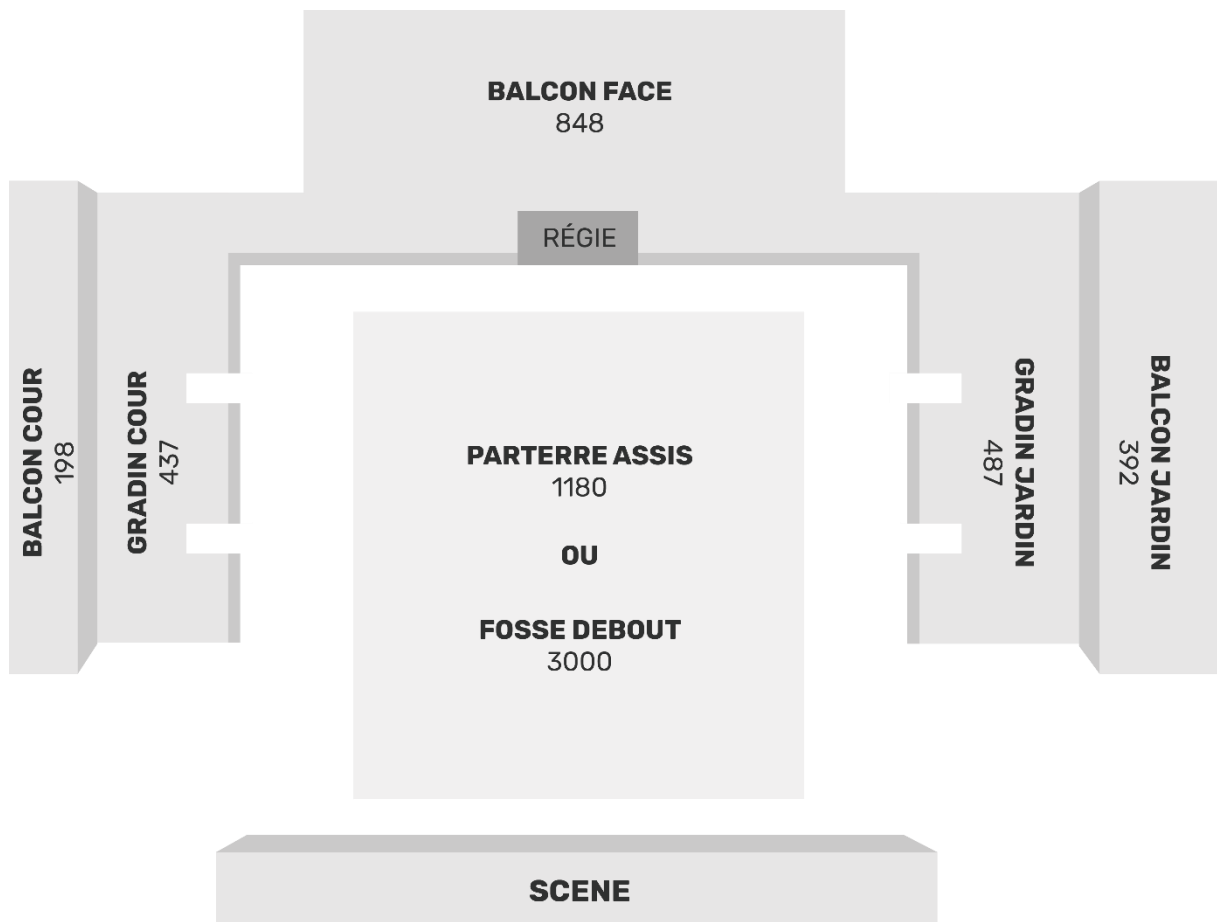 BALCON FACE
848
RÉGIE
BALCON COUR
198
GRADIN COUR
437
PARTERRE ASSIS
1180
OU
FOSSE DEBOUT
3000
GRADIN JARDIN
487
BALCON JARDIN
392
SCENE